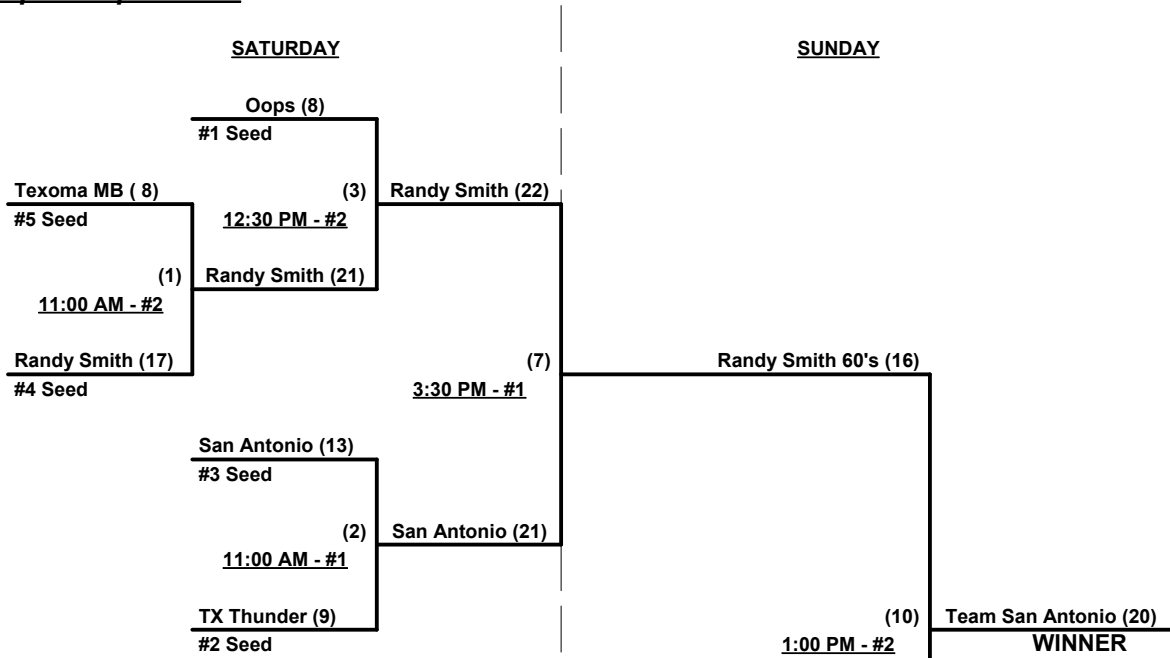 SATURDAY
SUNDAY
Oops (8)
#1 Seed
Texoma MB ( 8)
#5 Seed
(3)
12:30 PM - #2
Randy Smith (22)
(1)
11:00 AM - #2
Randy Smith (21)
Randy Smith (17)
#4 Seed
(7)
3:30 PM - #1
Randy Smith 60's (16)
San Antonio (13)
#3 Seed
(2)
11:00 AM - #1
San Antonio (21)
TX Thunder (9)
#2 Seed
(10)
1:00 PM - #2
Team San Antonio (20)
WINNER